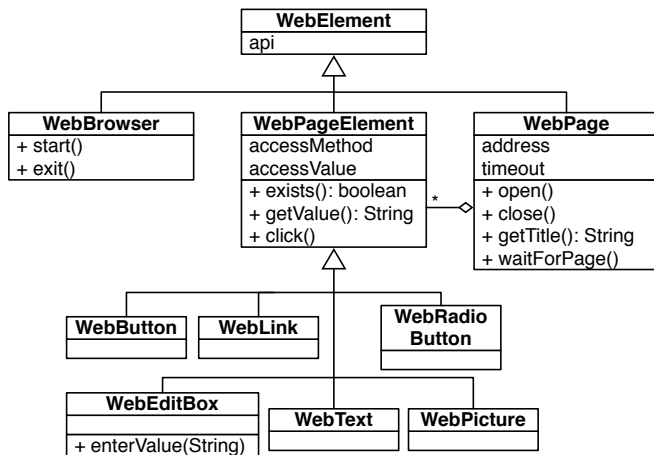 WebElement
api
WebBrowser
+ start()
+ exit()
WebPageElement
accessMethod
accessValue
+ exists(): boolean
+ getValue(): String
+ click()
*
WebPage
address
timeout
+ open()
+ close()
+ getTitle(): String
+ waitForPage()
WebButton
WebLink
WebRadio
Button
WebEditBox
+ enterValue(String)
WebText
WebPicture